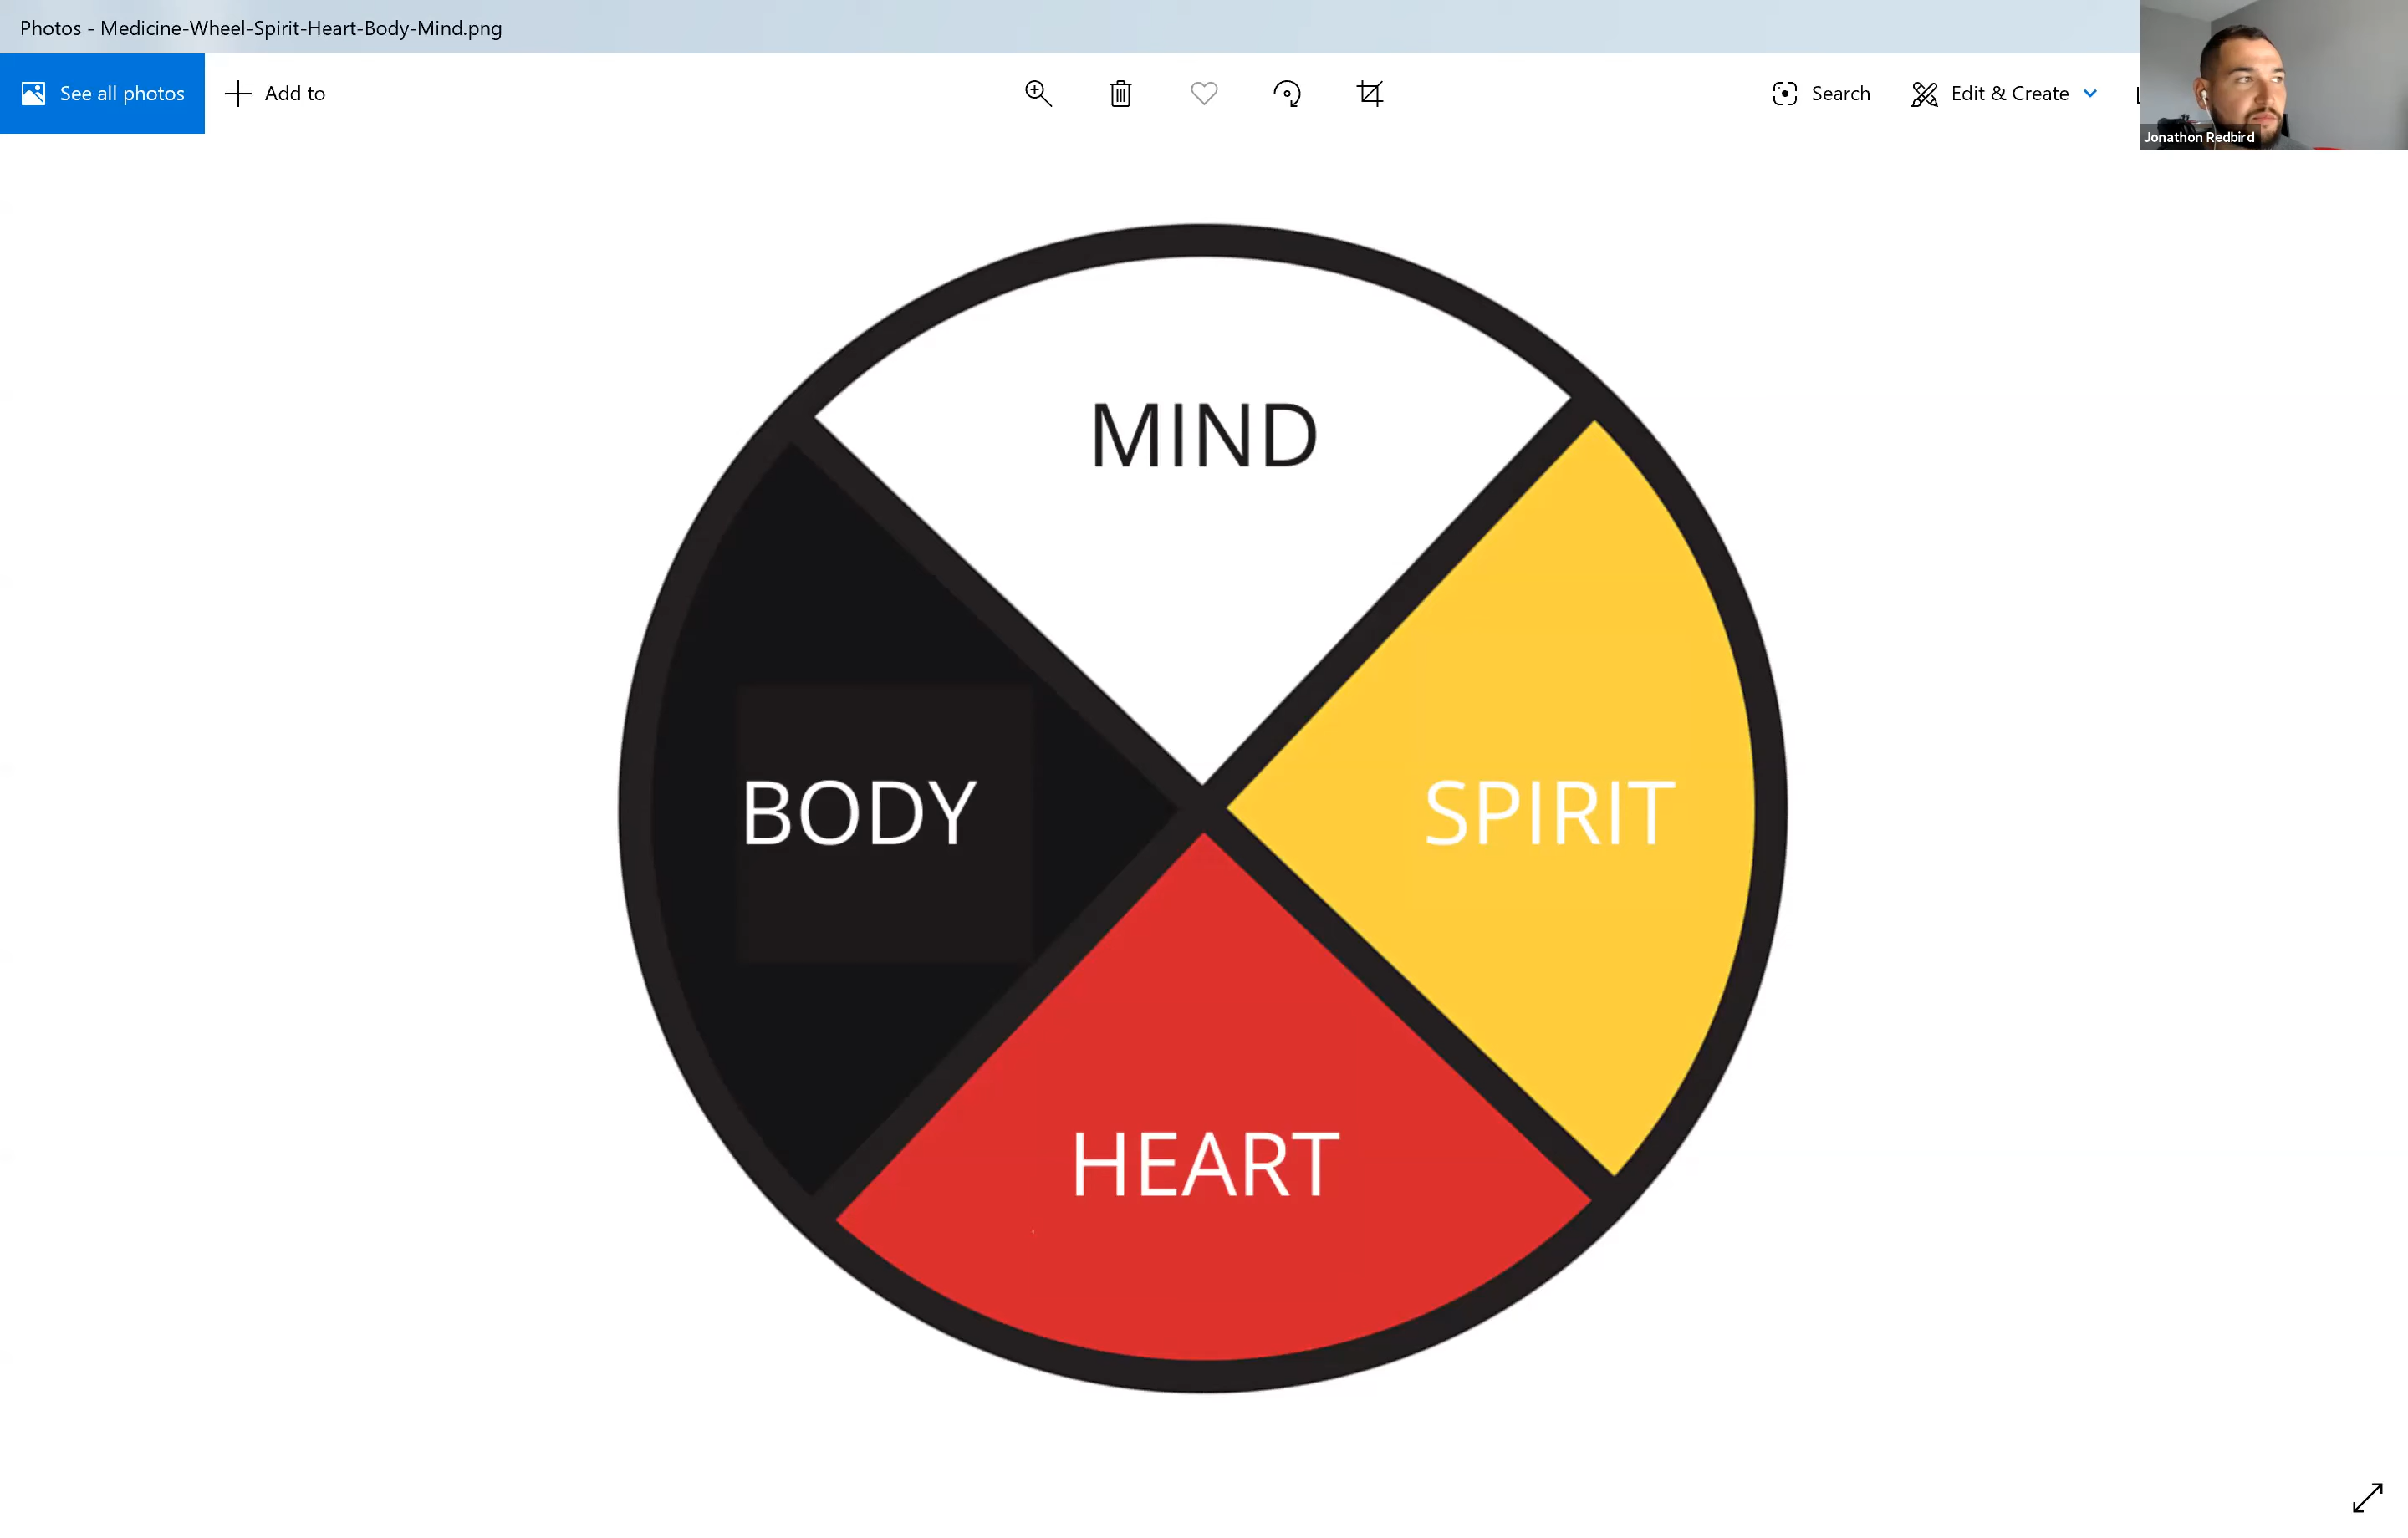 Photos - Medicine-Wheel-Spirit-Heart-Body-Mind.png
See all photos
Add to
Search
Edit & Create
Jonathon Redbird
MIND
BODY
SPIRIT
HEART